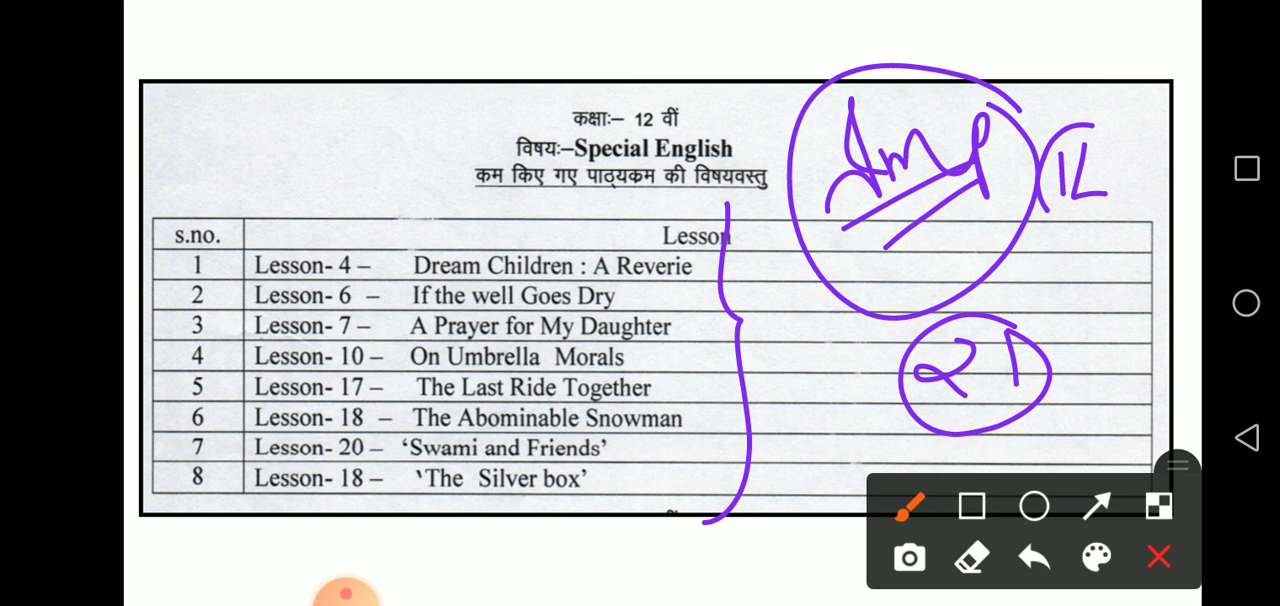 कक्षाः– 12 वीं
विषयः–Special English
कम किए गए पाठ्यक्रम की विषयवस्तु
Imp
12
s.no. Lesson
1 Lesson- 4 – Dream Children : A Reverie
2 Lesson- 6 – If the well Goes Dry
3 Lesson- 7 – A Prayer for My Daughter
4 Lesson- 10 – On Umbrella Morals
21
5 Lesson- 17 – The Last Ride Together
6 Lesson- 18 – The Abominable Snowman
7 Lesson- 20 – ‘Swami and Friends’
8 Lesson- 18 – ‘The Silver box’